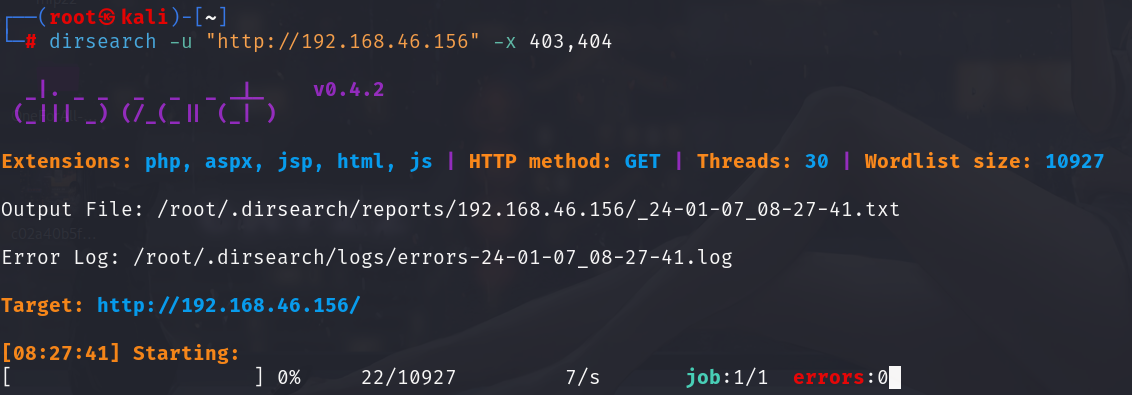 ┌──(root㉿kali)-[~]
└─# dirsearch -u "http://192.168.46.156" -x 403,404
_|. _ _  _  _  _ _|_    v0.4.2
(_||| _) (/_(_|| (_| )
Extensions: php, aspx, jsp, html, js | HTTP method: GET | Threads: 30 | Wordlist size: 10927
Output File: /root/.dirsearch/reports/192.168.46.156/_24-01-07_08-27-41.txt
Error Log: /root/.dirsearch/logs/errors-24-01-07_08-27-41.log
Target: http://192.168.46.156/
[08:27:41] Starting:
[                    ] 0%     22/10927         7/s       job:1/1  errors:0